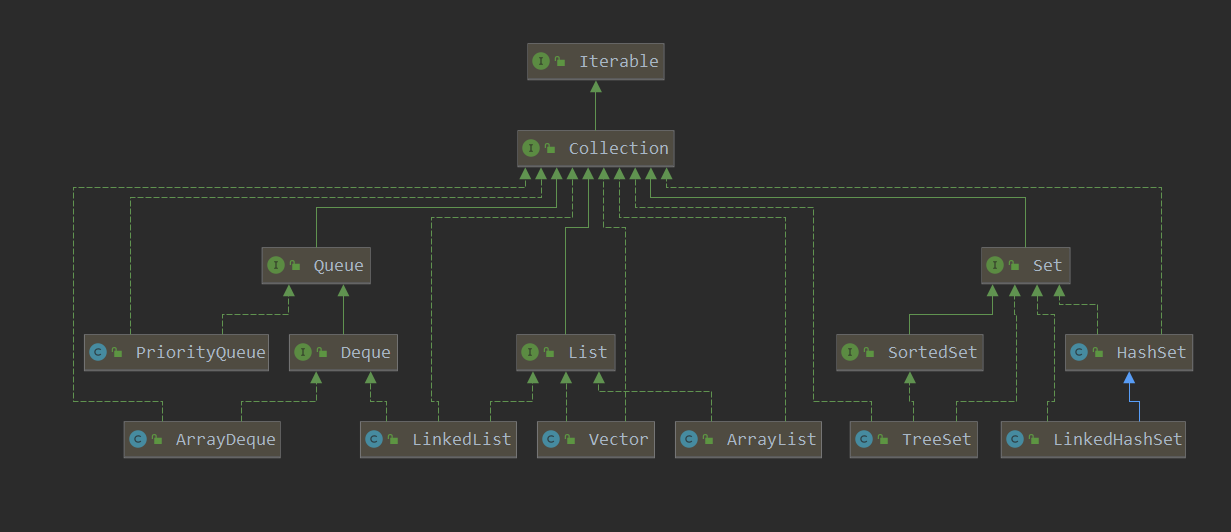 I Iterable
I Collection
I Queue
I Set
C PriorityQueue
I Deque
I List
I SortedSet
C HashSet
C ArrayDeque
C LinkedList
C Vector
C ArrayList
C TreeSet
C LinkedHashSet